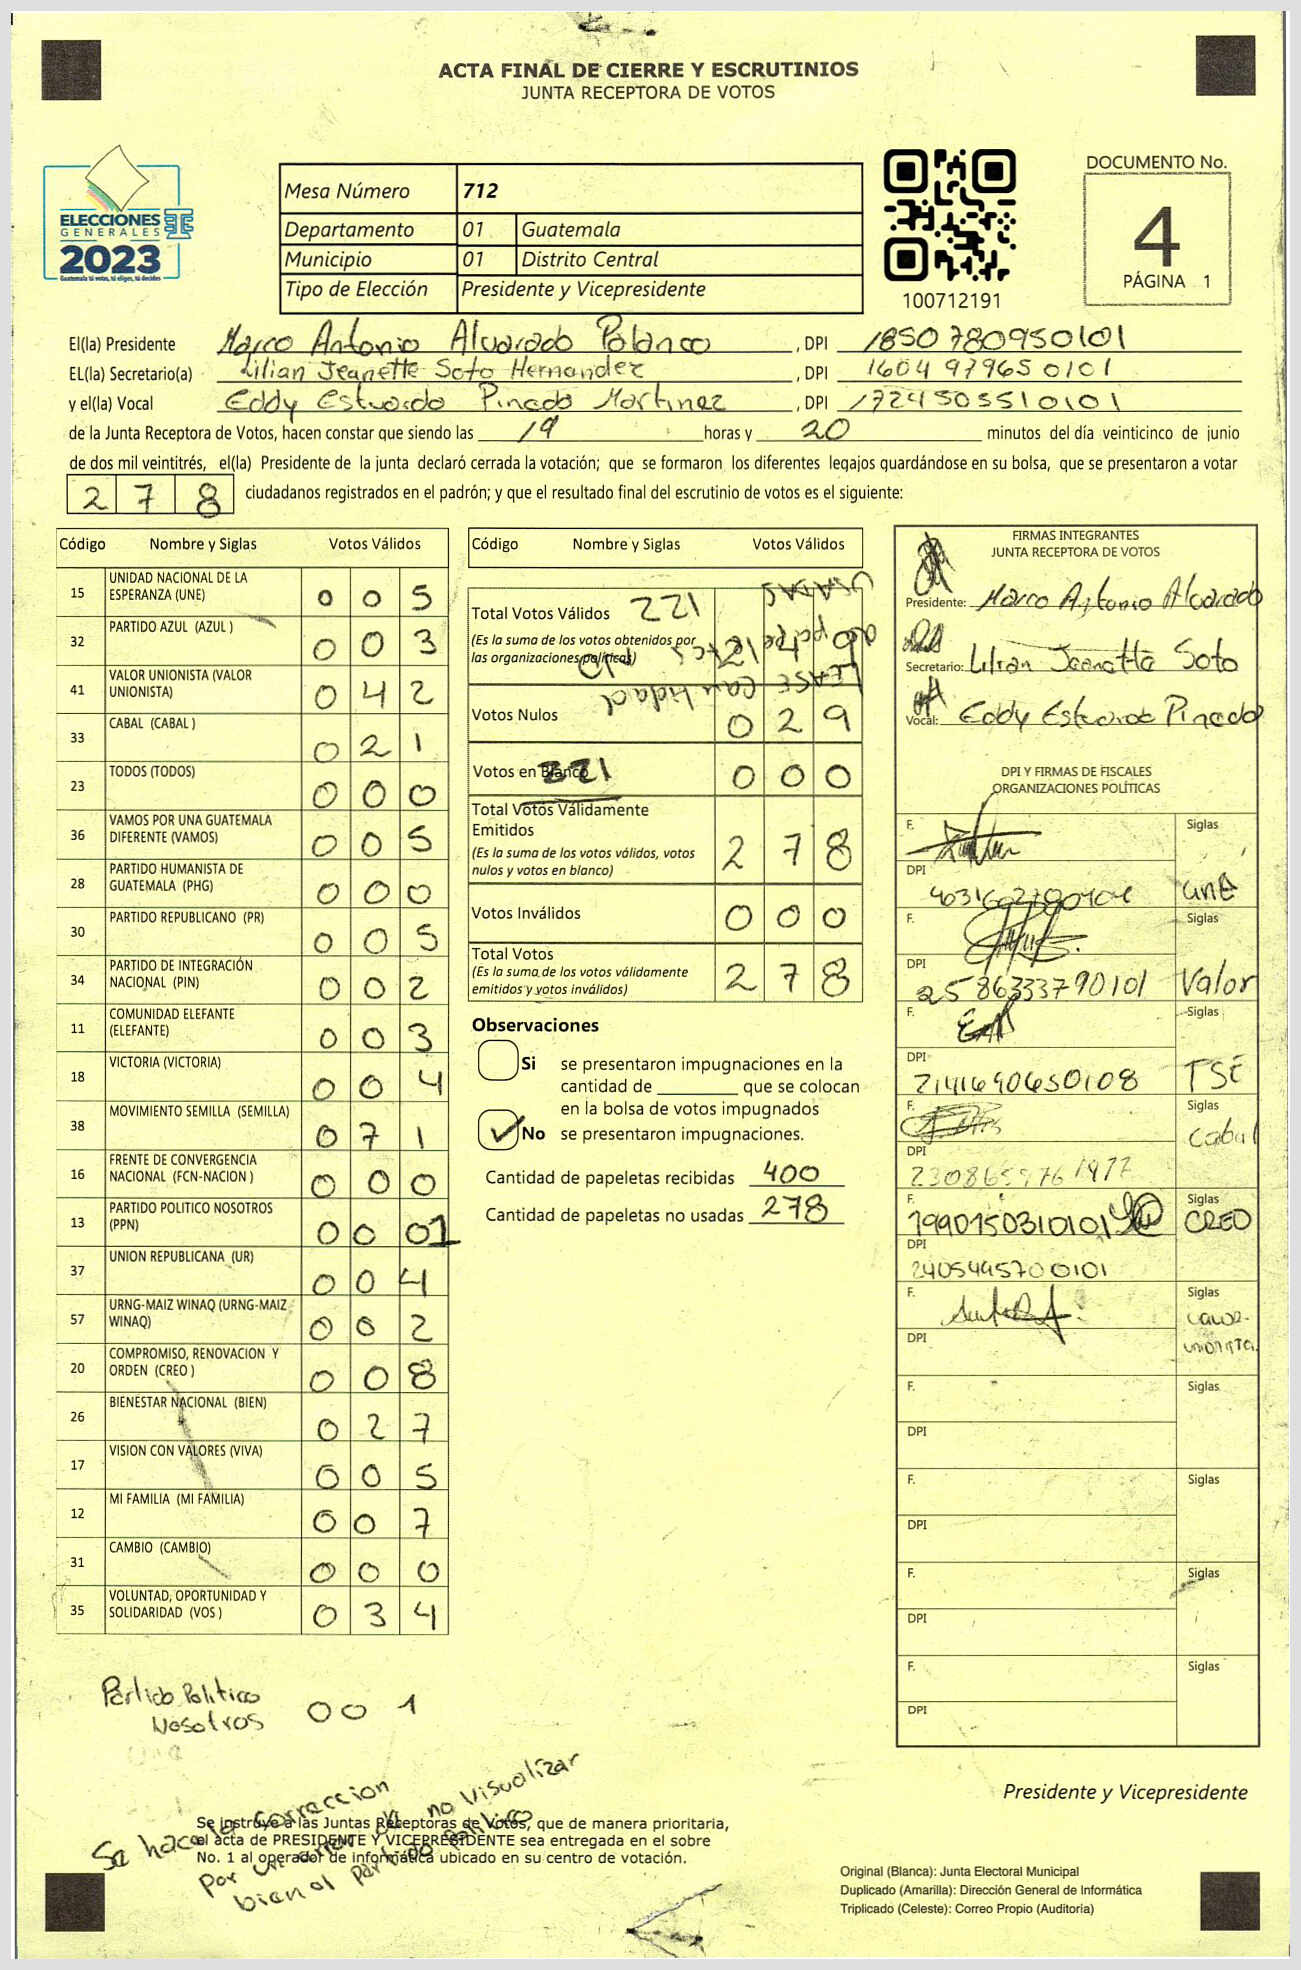 ACTA FINAL DE CIERRE Y ESCRUTINIOS
JUNTA RECEPTORA DE VOTOS
ELECCIONES
GENERALES
2023
Guatemala tú votas, tú eliges, tú decides
Mesa Número 712
Departamento 01 Guatemala
Municipio 01 Distrito Central
Tipo de Elección Presidente y Vicepresidente
100712191
DOCUMENTO No.
4
PÁGINA 1
El(la) Presidente Marco Antonio Alvarado Polanco , DPI 1850780950101
EL(la) Secretario(a) Lilian Jeanette Soto Hernandez , DPI 1604979650101
y el(la) Vocal Eddy Estuardo Pineda Martinez , DPI 1724505510101
de la Junta Receptora de Votos, hacen constar que siendo las 19 horas y 20 minutos del día veinticinco de junio
de dos mil veintitrés, el(la) Presidente de la junta declaró cerrada la votación; que se formaron los diferentes legajos guardándose en su bolsa, que se presentaron a votar
278 ciudadanos registrados en el padrón; y que el resultado final del escrutinio de votos es el siguiente:
Código Nombre y Siglas Votos Válidos
15 UNIDAD NACIONAL DE LA ESPERANZA (UNE) 0 0 5
32 PARTIDO AZUL (AZUL ) 0 0 3
41 VALOR UNIONISTA (VALOR UNIONISTA) 0 4 2
33 CABAL (CABAL ) 0 2 1
23 TODOS (TODOS) 0 0 0
36 VAMOS POR UNA GUATEMALA DIFERENTE (VAMOS) 0 0 5
28 PARTIDO HUMANISTA DE GUATEMALA (PHG) 0 0 0
30 PARTIDO REPUBLICANO (PR) 0 0 5
34 PARTIDO DE INTEGRACIÓN NACIONAL (PIN) 0 0 2
11 COMUNIDAD ELEFANTE (ELEFANTE) 0 0 3
18 VICTORIA (VICTORIA) 0 0 4
38 MOVIMIENTO SEMILLA (SEMILLA) 0 7 1
16 FRENTE DE CONVERGENCIA NACIONAL (FCN-NACION ) 0 0 0
13 PARTIDO POLITICO NOSOTROS (PPN) 0 0 01
37 UNION REPUBLICANA (UR) 0 0 4
57 URNG-MAIZ WINAQ (URNG-MAIZ WINAQ) 0 0 2
20 COMPROMISO, RENOVACION Y ORDEN (CREO ) 0 0 8
26 BIENESTAR NACIONAL (BIEN) 0 2 7
17 VISION CON VALORES (VIVA) 0 0 5
12 MI FAMILIA (MI FAMILIA) 0 0 7
31 CAMBIO (CAMBIO) 0 0 0
35 VOLUNTAD, OPORTUNIDAD Y SOLIDARIDAD (VOS ) 0 3 4
Partido Politico
Nosotros 0 0 1
Se hace la correccion
por un error de no visualizar
bien al partido politico
Código Nombre y Siglas Votos Válidos
Total Votos Válidos
(Es la suma de los votos obtenidos por
las organizaciones políticas)
LEASE cantidad
de papeletas
USADAS
122
Votos Nulos 0 2 9
Votos en Blanco 0 0 0
Total Votos Válidamente
Emitidos
(Es la suma de los votos válidos, votos
nulos y votos en blanco) 2 7 8
Votos Inválidos 0 0 0
Total Votos
(Es la suma de los votos válidamente
emitidos y votos inválidos) 2 7 8
Observaciones
Si se presentaron impugnaciones en la
cantidad de ________ que se colocan
en la bolsa de votos impugnados
No se presentaron impugnaciones.
Cantidad de papeletas recibidas 400
Cantidad de papeletas no usadas 278
FIRMAS INTEGRANTES
JUNTA RECEPTORA DE VOTOS
Presidente: Marco Antonio Alvarado
Secretario: Lilian Jeanette Soto
Vocal: Eddy Estuardo Pineda
DPI Y FIRMAS DE FISCALES
ORGANIZACIONES POLÍTICAS
F. Siglas
DPI UNE
F. Siglas
DPI 2586333790101 Valor
F. Siglas
DPI 2141690650108 TSE
F. Siglas
Cabal
DPI
F. 1990150310101 Siglas
CREO
DPI 2405495700101
F. Siglas
DPI
F. Siglas
DPI
F. Siglas
DPI
F. Siglas
DPI
F. Siglas
DPI
Presidente y Vicepresidente
Se instruye a las Juntas Receptoras de Votos, que de manera prioritaria,
el acta de PRESIDENTE Y VICEPRESIDENTE sea entregada en el sobre
No. 1 al operador de informática ubicado en su centro de votación.
Original (Blanca): Junta Electoral Municipal
Duplicado (Amarilla): Dirección General de Informática
Triplicado (Celeste): Correo Propio (Auditoria)